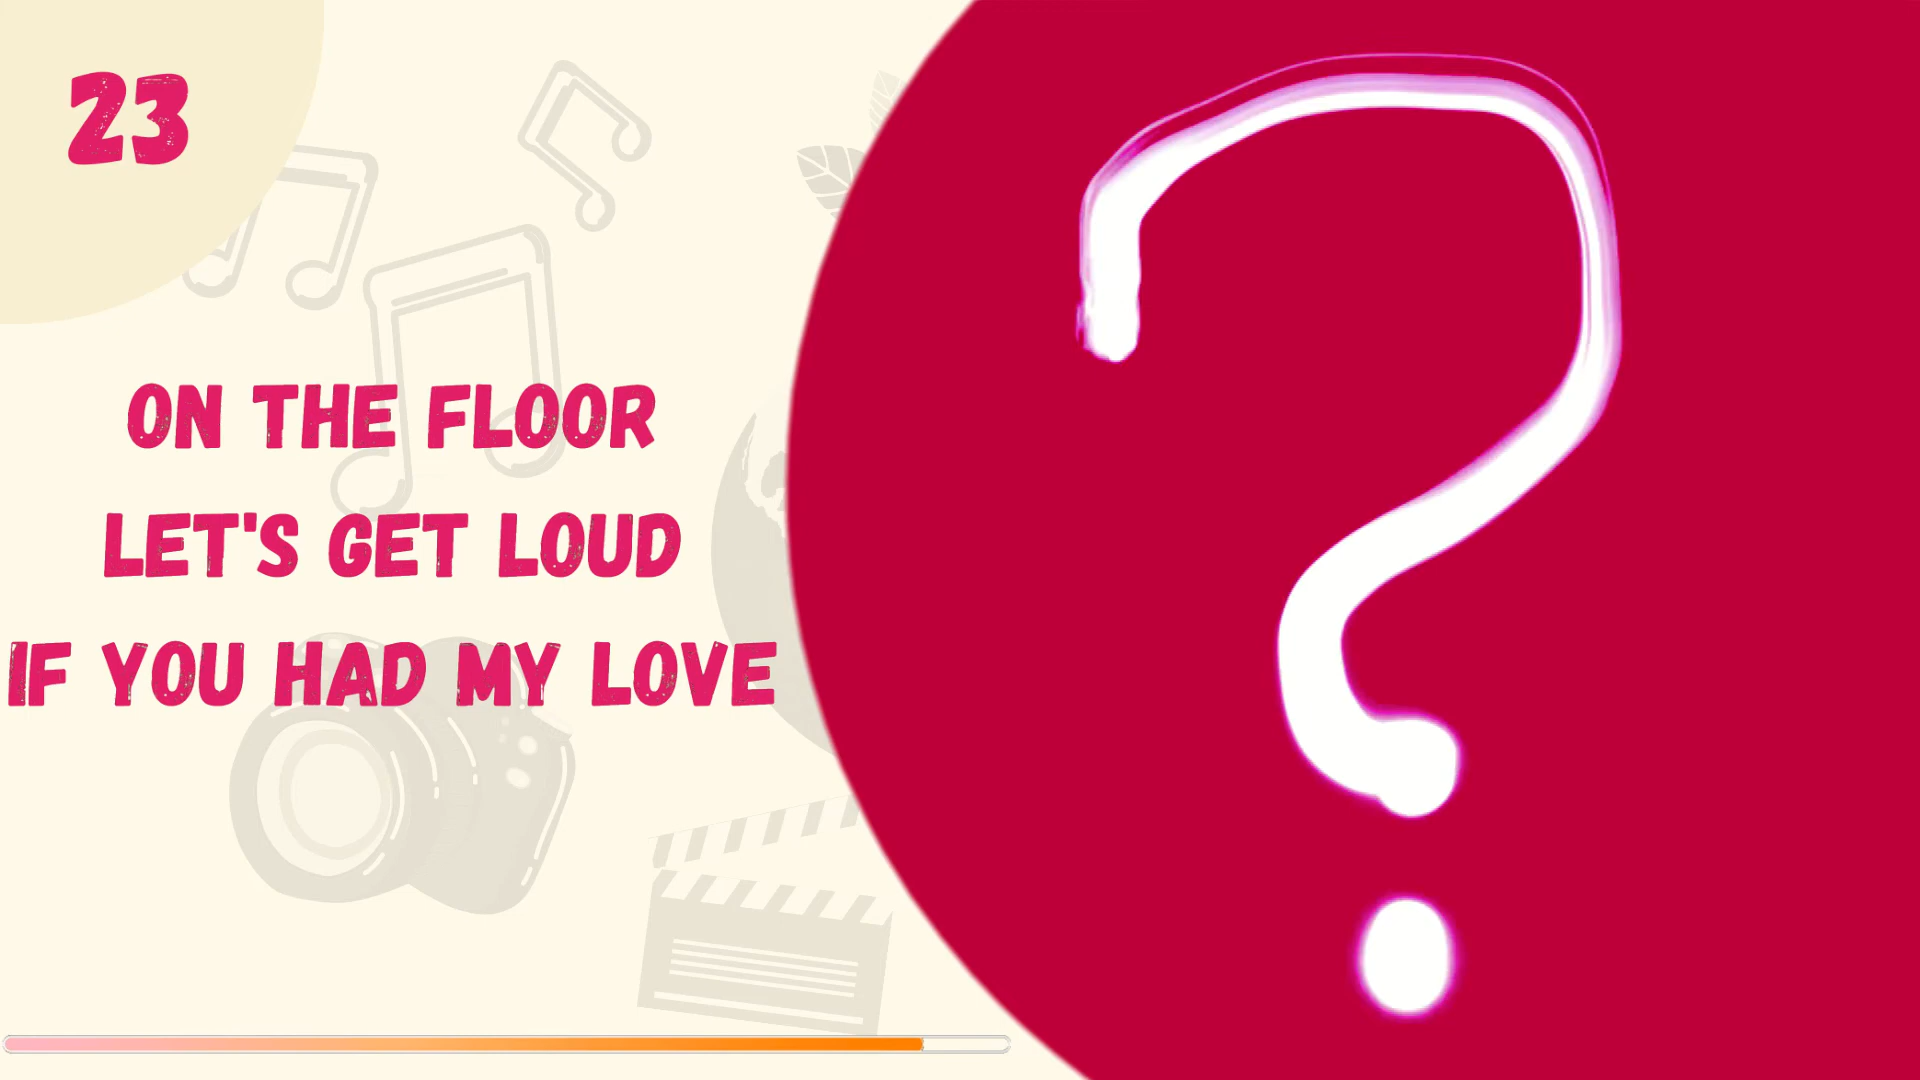 23
ON THE FLOOR
LET'S GET LOUD
IF YOU HAD MY LOVE
?